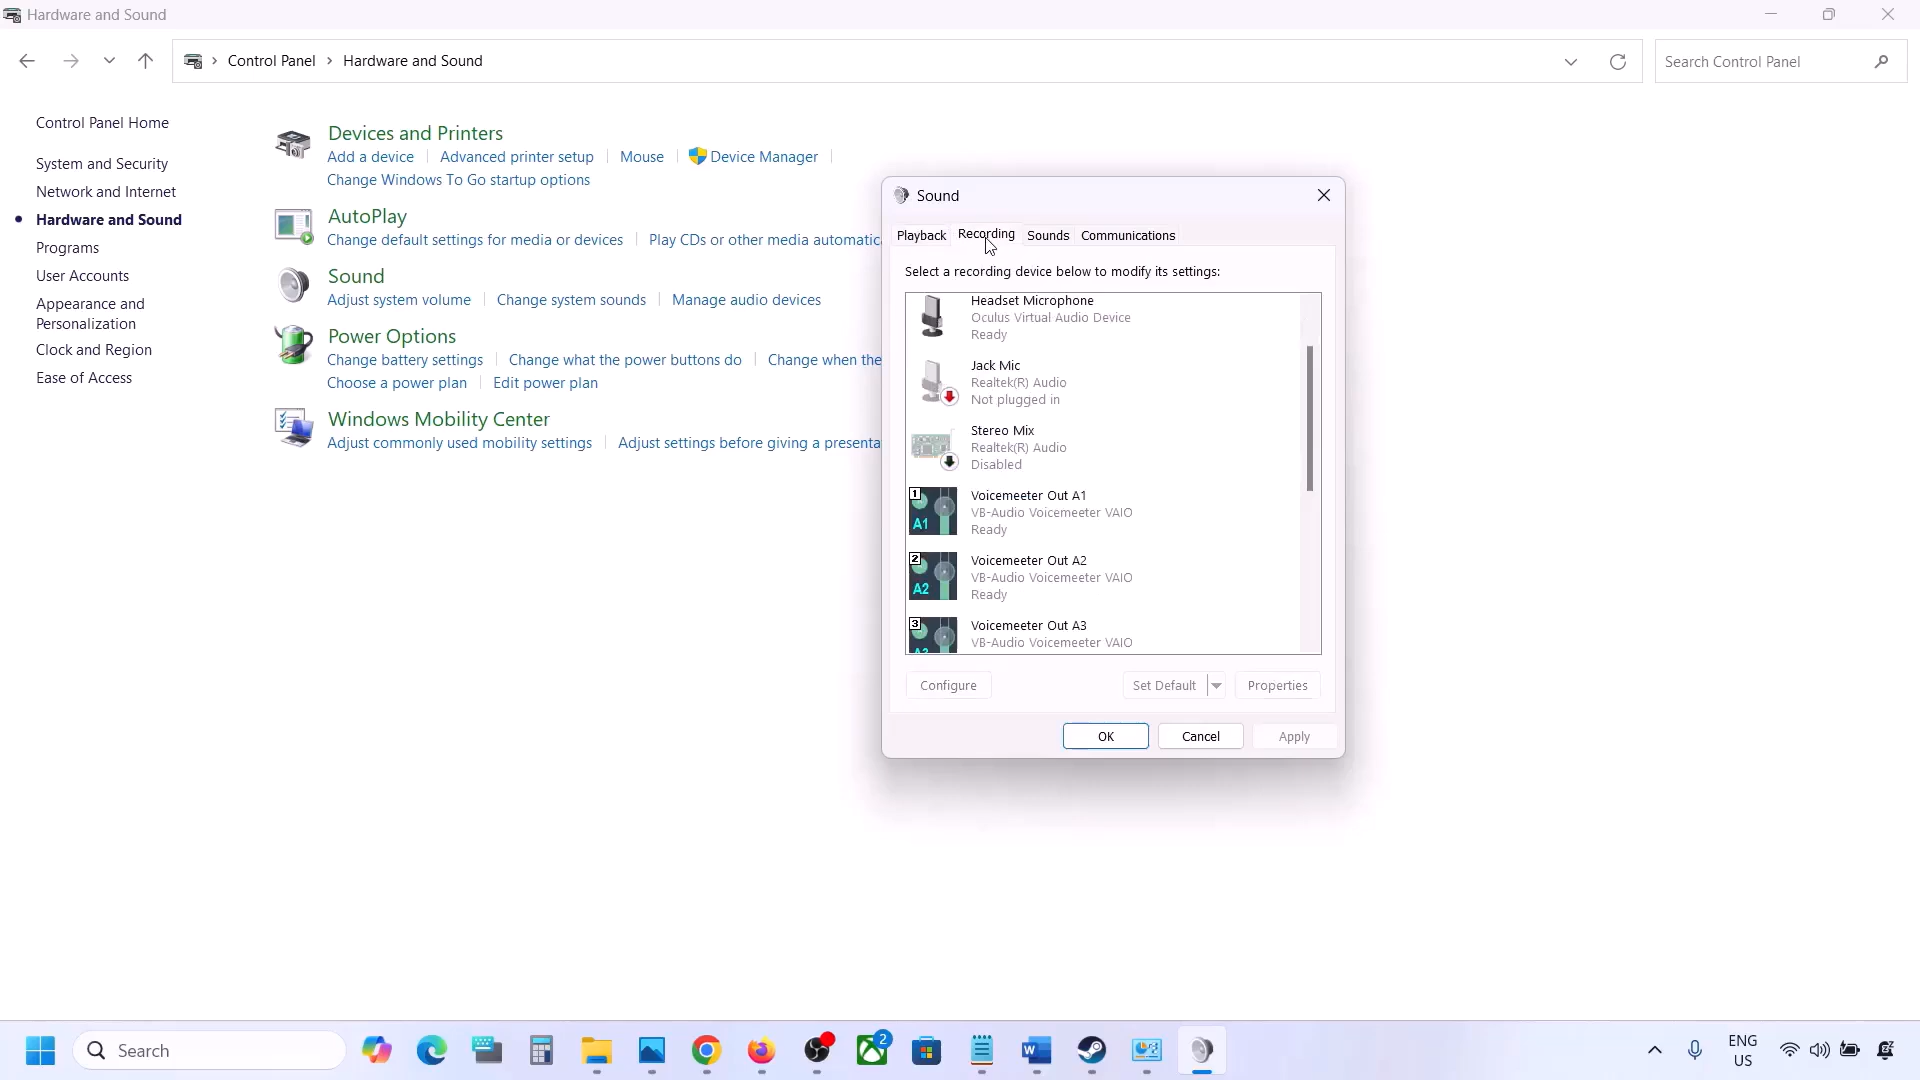 Hardware and Sound
Control Panel › Hardware and Sound
Search Control Panel
Control Panel Home
System and Security
Network and Internet
Hardware and Sound
Programs
User Accounts
Appearance and
Personalization
Clock and Region
Ease of Access
Devices and Printers
Add a device
Advanced printer setup
Mouse
Device Manager
Change Windows To Go startup options
AutoPlay
Change default settings for media or devices
Play CDs or other media automatic
Sound
Adjust system volume
Change system sounds
Manage audio devices
Power Options
Change battery settings
Change what the power buttons do
Change when the
Choose a power plan
Edit power plan
Windows Mobility Center
Adjust commonly used mobility settings
Adjust settings before giving a presenta
Sound
Playback
Recording
Sounds
Communications
Select a recording device below to modify its settings:
Headset Microphone
Oculus Virtual Audio Device
Ready
Jack Mic
Realtek(R) Audio
Not plugged in
Stereo Mix
Realtek(R) Audio
Disabled
1
A1
Voicemeeter Out A1
VB-Audio Voicemeeter VAIO
Ready
2
A2
Voicemeeter Out A2
VB-Audio Voicemeeter VAIO
Ready
3
A3
Voicemeeter Out A3
VB-Audio Voicemeeter VAIO
Configure
Set Default
Properties
OK
Cancel
Apply
Search
2
ENG
US